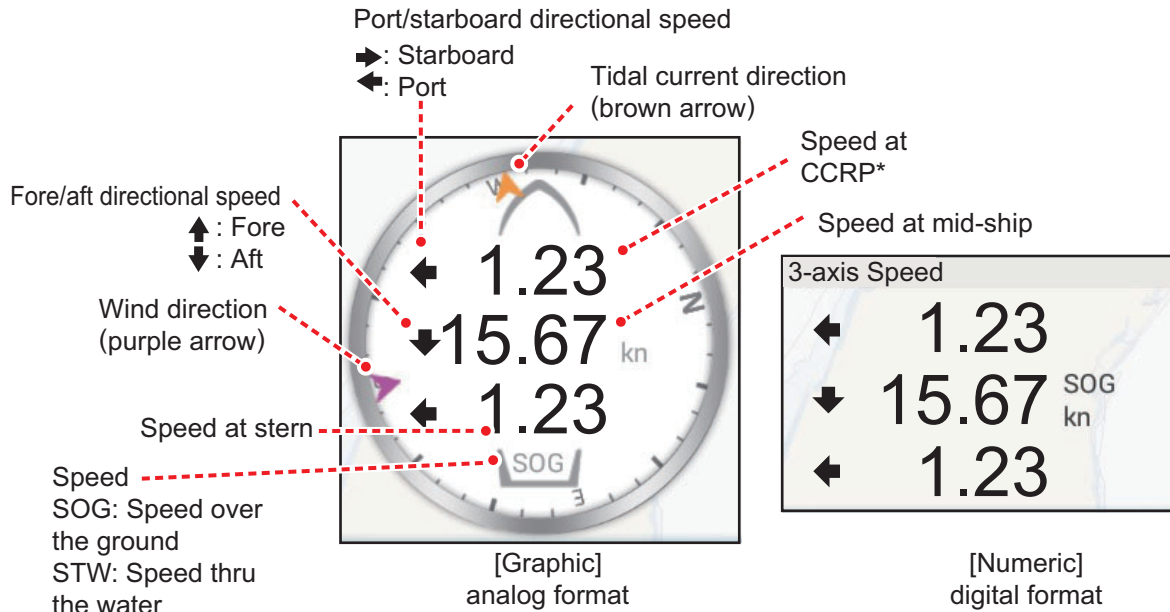 Port/starboard directional speed
: Starboard
: Port
Tidal current direction
(brown arrow)
Speed at
CCRP*
Fore/aft directional speed
: Fore
: Aft
Speed at mid-ship
Wind direction
(purple arrow)
W
N
1.23
15.67
kn
1.23
SOG
E
Speed at stern
Speed
SOG: Speed over
the ground
STW: Speed thru
the water
[Graphic]
analog format
3-axis Speed
1.23
15.67
SOG
kn
1.23
[Numeric]
digital format